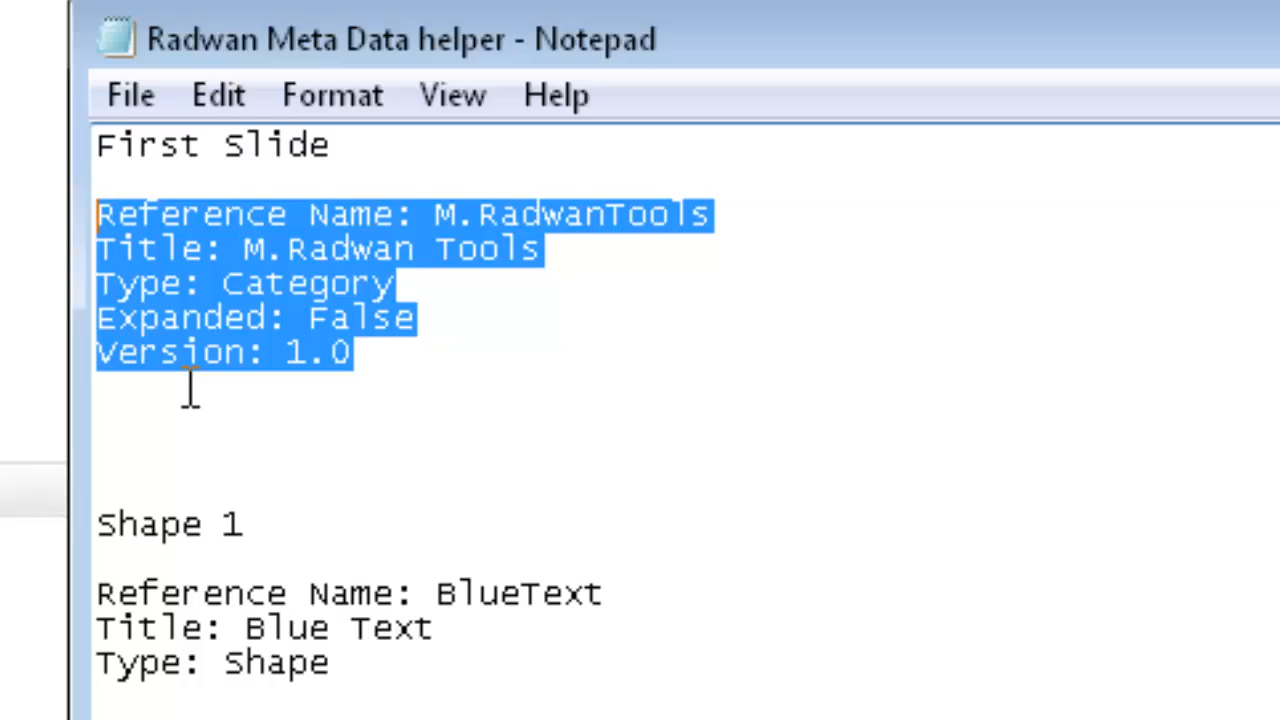 Radwan Meta Data helper - Notepad
File Edit Format View Help
First Slide
Reference Name: M.RadwanTools
Title: M.Radwan Tools
Type: Category
Expanded: False
Version: 1.0
Shape 1
Reference Name: BlueText
Title: Blue Text
Type: Shape